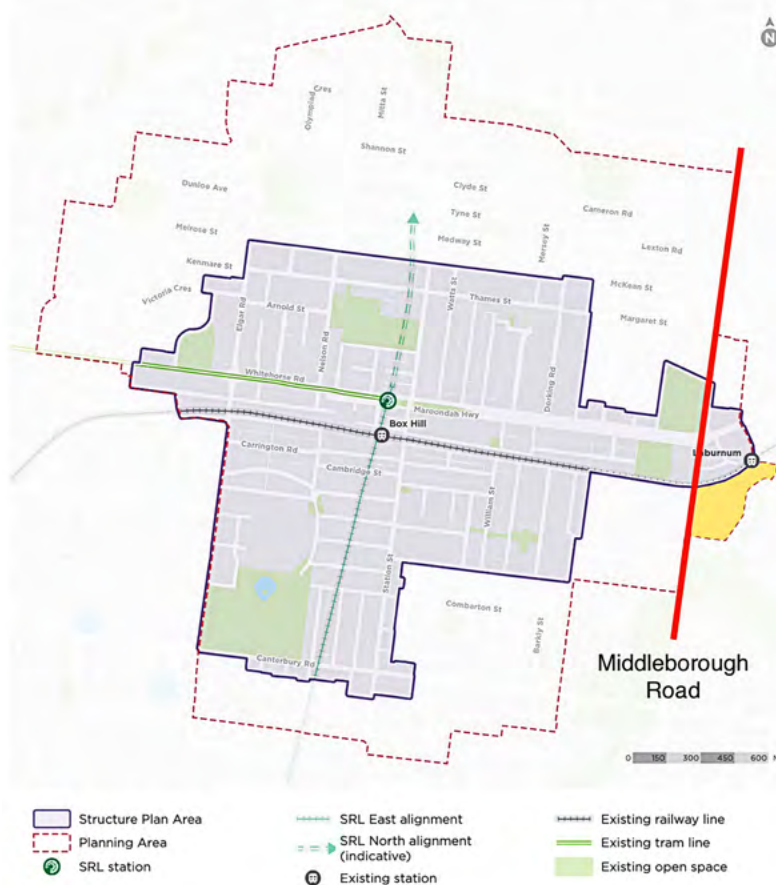 N
Olympiad Cres
Mitta St
Shannon St
Dunloe Ave
Clyde St
Cameron Rd
Tyne St
Melrose St
Medway St
Mersey St
Lexton Rd
Kenmare St
McKean St
Victoria Cres
Elgar Rd
Arnold St
Watts St
Thames St
Margaret St
Nelson Rd
Whitehorse Rd
Dorking Rd
Maroondah Hwy
Box Hill
Laburnum
Carrington Rd
Cambridge St
William St
Station St
Combarton St
Barkly St
Canterbury Rd
Middleborough
Road
0 150 300 450 600 M
Structure Plan Area
Planning Area
SRL station
SRL East alignment
SRL North alignment
(indicative)
Existing station
Existing railway line
Existing tram line
Existing open space